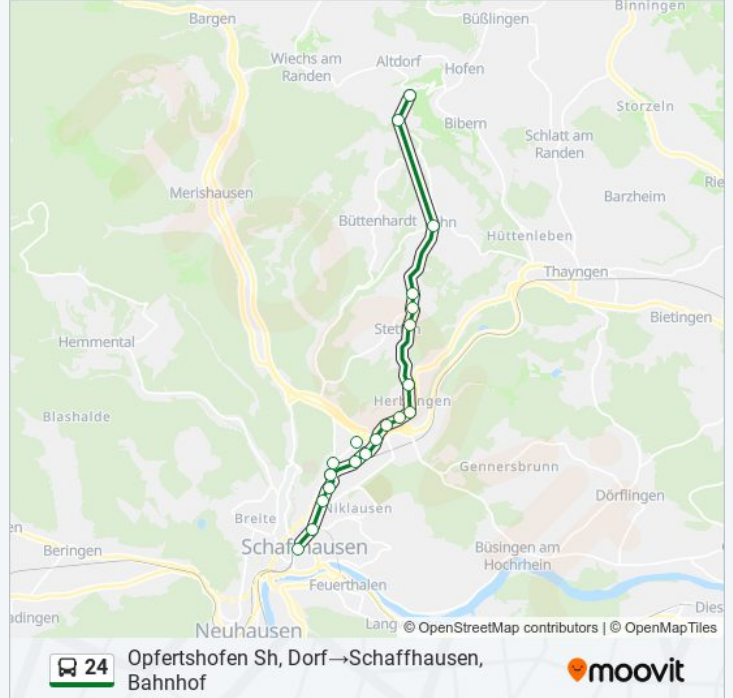 Bargen
Büßlingen
Binningen
Wiechs am
Randen
Altdorf
Hofen
Storzeln
Bibern
Schlatt am
Randen
Merishausen
Barzheim
Büttenhardt
Hüttenleben
Thayngen
Bietingen
Hemmental
Blashalde
Gennersbrunn
Dörflingen
Niklausen
Breite
Schaffhausen
Beringen
Büsingen am
Hochrhein
Feuerthalen
Neuhausen
© OpenStreetMap contributors | © OpenMapTiles
24
Opfertshofen Sh, Dorf→Schaffhausen,
Bahnhof
moovit